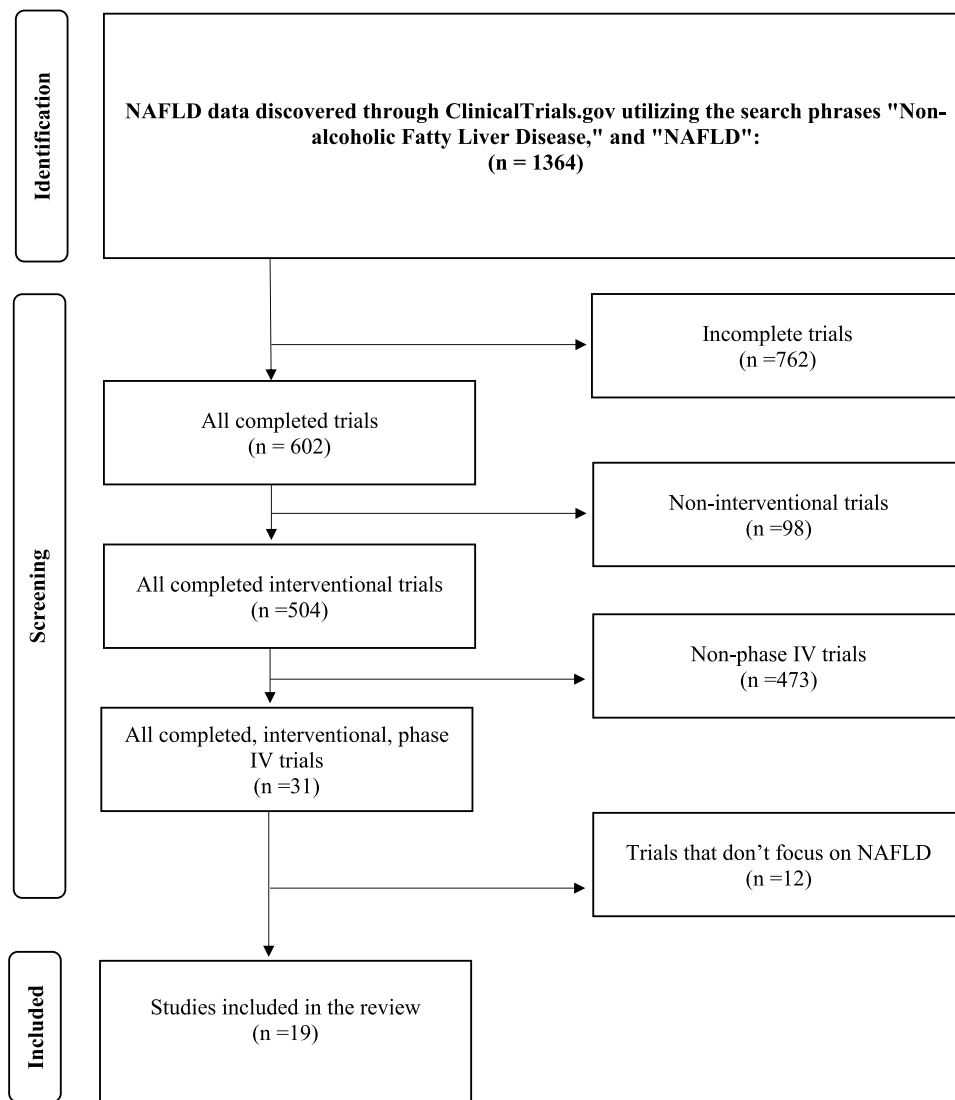 Identification
NAFLD data discovered through ClinicalTrials.gov utilizing the search phrases "Non-
alcoholic Fatty Liver Disease," and "NAFLD":
(n = 1364)
Screening
Incomplete trials
(n =762)
All completed trials
(n = 602)
Non-interventional trials
(n =98)
All completed interventional trials
(n =504)
Non-phase IV trials
(n =473)
All completed, interventional, phase
IV trials
(n =31)
Trials that don’t focus on NAFLD
(n =12)
Included
Studies included in the review
(n =19)